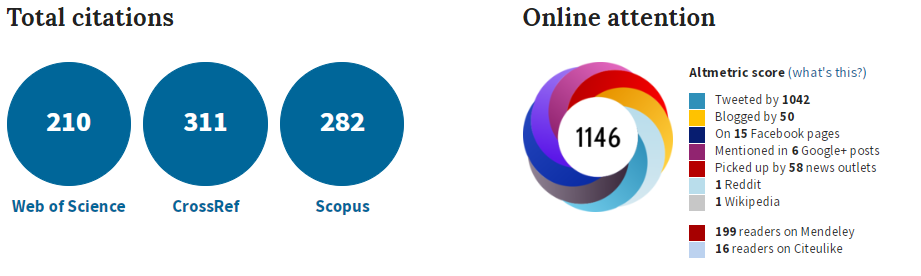 Total citations
210
311
282
Web of Science
CrossRef
Scopus
Online attention
1146
Altmetric score (what's this?)
Tweeted by 1042
Blogged by 50
On 15 Facebook pages
Mentioned in 6 Google+ posts
Picked up by 58 news outlets
1 Reddit
1 Wikipedia
199 readers on Mendeley
16 readers on Citeulike